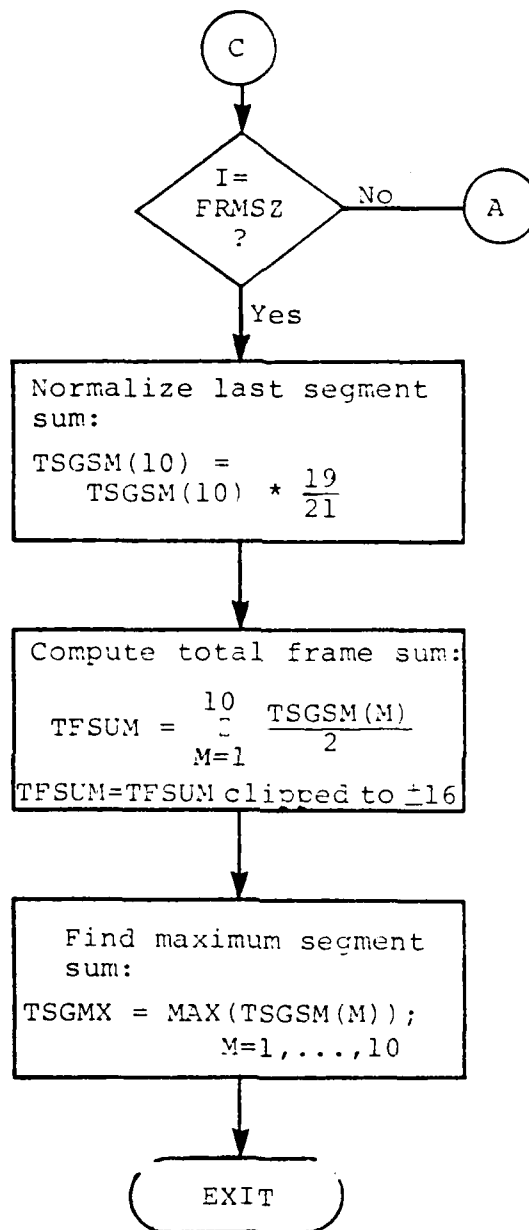 C
I=
FRMSZ
?
No
A
Yes
Normalize last segment
sum:
TSGSM(10) =
TSGSM(10) * 19/21
Compute total frame sum:
10
TFSUM = TSGSM(M)/2
M=1
TFSUM=TFSUM clipped to ±16
Find maximum segment
sum:
TSGMX = MAX(TSGSM(M));
M=1,...,10
EXIT